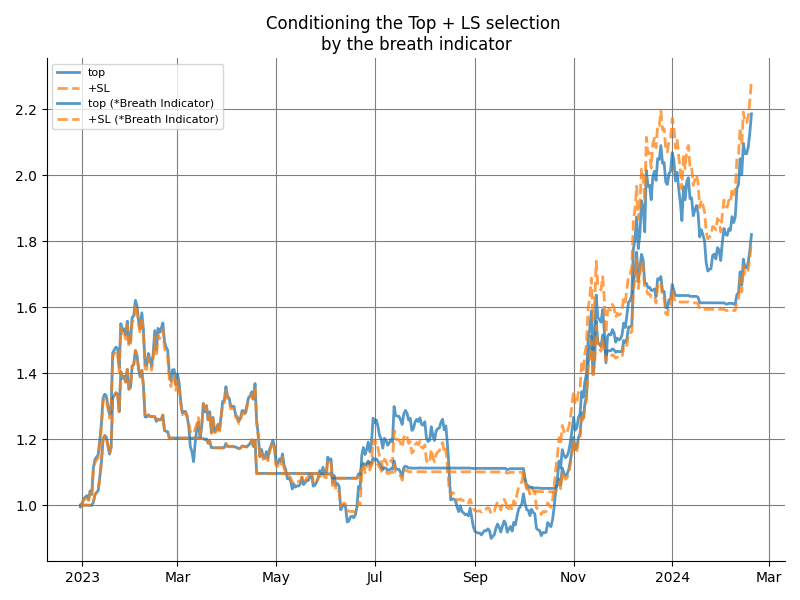 Conditioning the Top + LS selection
by the breath indicator
top
+SL
top (*Breath Indicator)
+SL (*Breath Indicator)
2.2
2.0
1.8
1.6
1.4
1.2
1.0
2023 Mar May Jul Sep Nov 2024 Mar